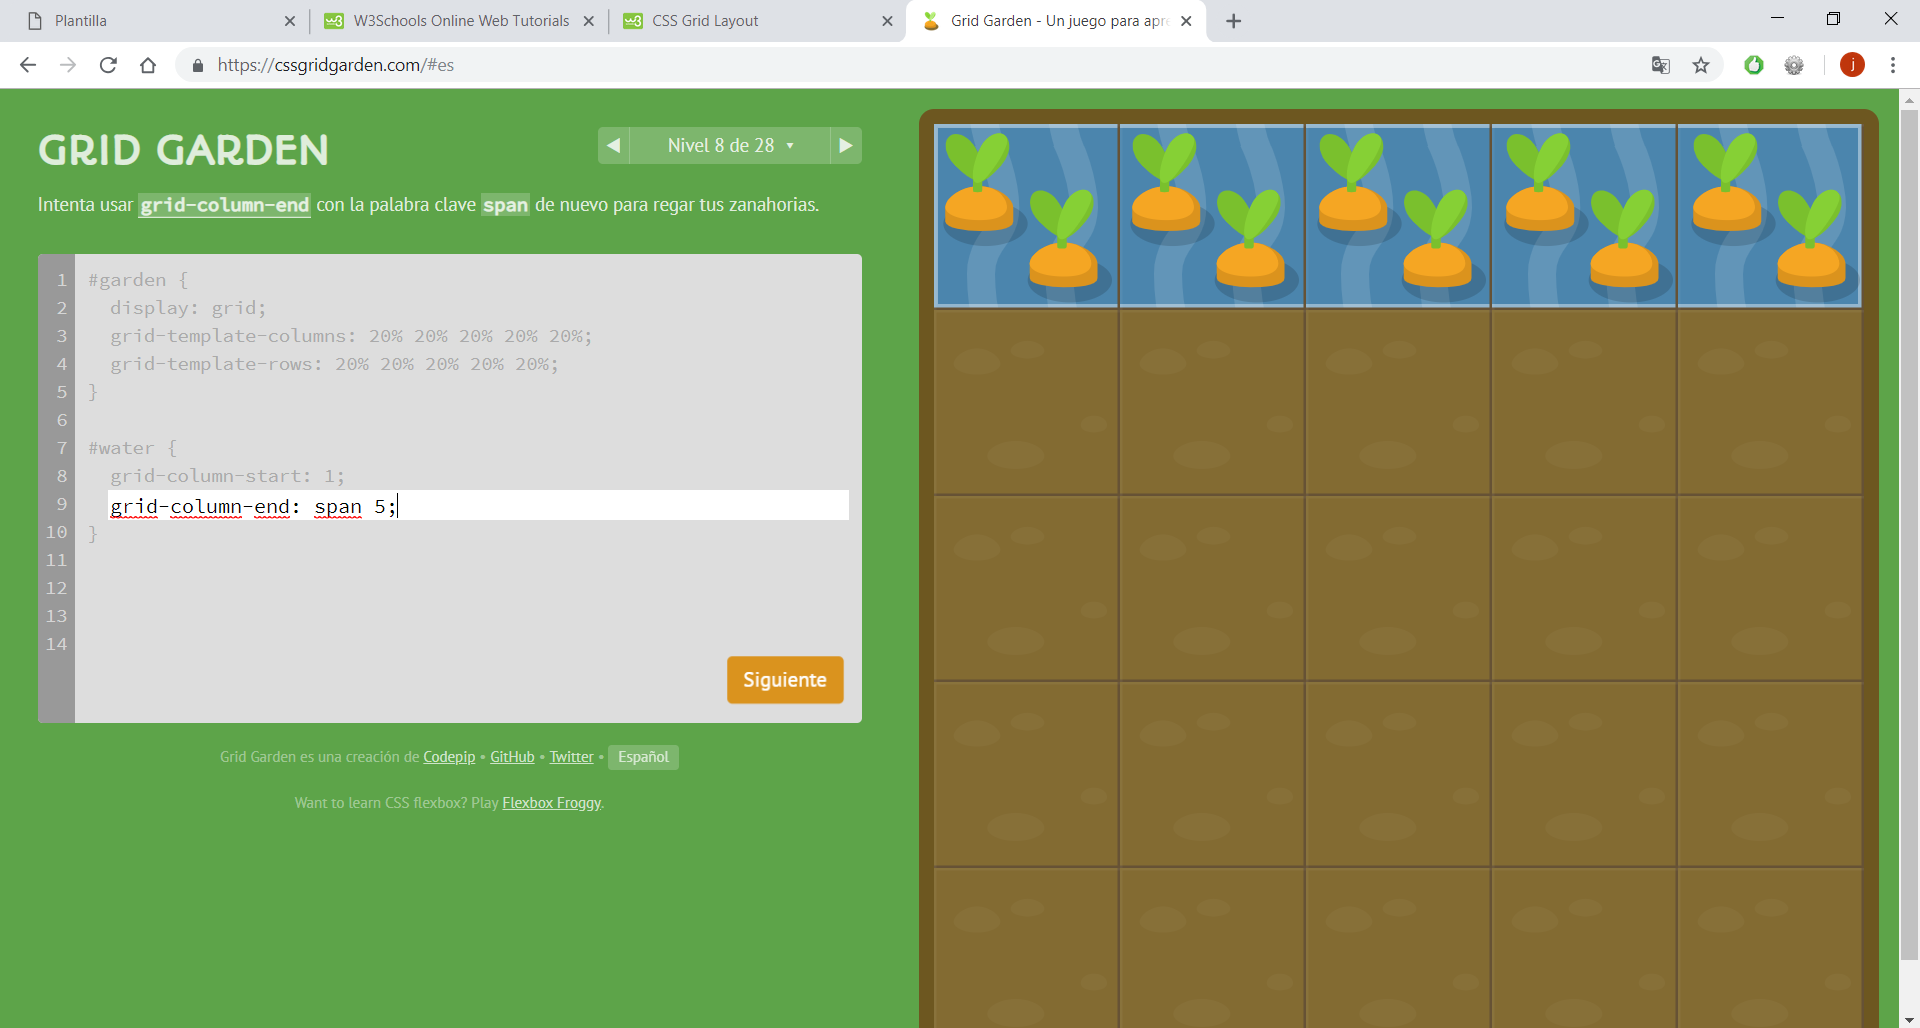 Plantilla
W3Schools Online Web Tutorials
CSS Grid Layout
Grid Garden - Un juego para apre
https://cssgridgarden.com/#es
j
GRID GARDEN
Nivel 8 de 28
Intenta usar grid-column-end con la palabra clave span de nuevo para regar tus zanahorias.
1 #garden {
2 display: grid;
3 grid-template-columns: 20% 20% 20% 20% 20%;
4 grid-template-rows: 20% 20% 20% 20% 20%;
5 }
6
7 #water {
8 grid-column-start: 1;
9 grid-column-end: span 5;
10 }
11
12
13
14
Siguiente
Grid Garden es una creación de Codepip • GitHub • Twitter • Español
Want to learn CSS flexbox? Play Flexbox Froggy.